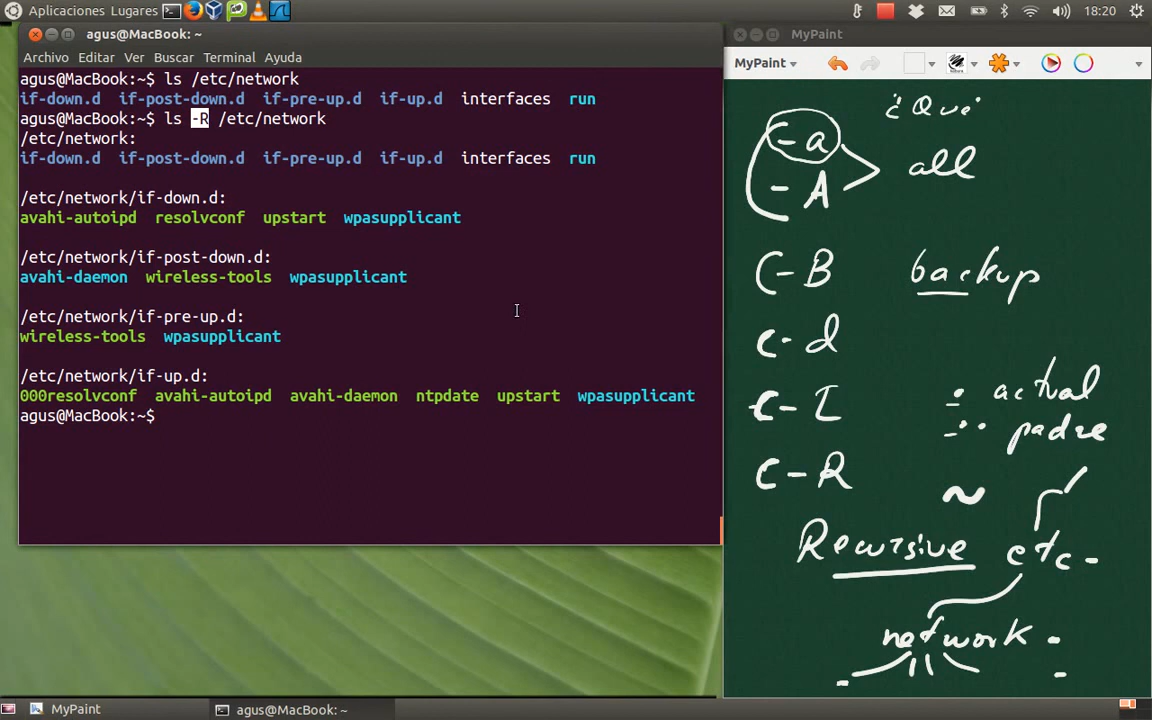 Aplicaciones Lugares 18:20
agus@MacBook: ~
Archivo Editar Ver Buscar Terminal Ayuda
agus@MacBook:~$ ls /etc/network
if-down.d if-post-down.d if-pre-up.d if-up.d interfaces run
agus@MacBook:~$ ls -R /etc/network
/etc/network:
if-down.d if-post-down.d if-pre-up.d if-up.d interfaces run
/etc/network/if-down.d:
avahi-autoipd resolvconf upstart wpasupplicant
/etc/network/if-post-down.d:
avahi-daemon wireless-tools wpasupplicant
/etc/network/if-pre-up.d:
wireless-tools wpasupplicant
/etc/network/if-up.d:
000resolvconf avahi-autoipd avahi-daemon ntpdate upstart wpasupplicant
agus@MacBook:~$
MyPaint
MyPaint
¿Que
-a
all
-A
-B backup
-d
-I
. actual
.. padre
-R
~
Recursive
/
etc -
network -
MyPaint
agus@MacBook: ~